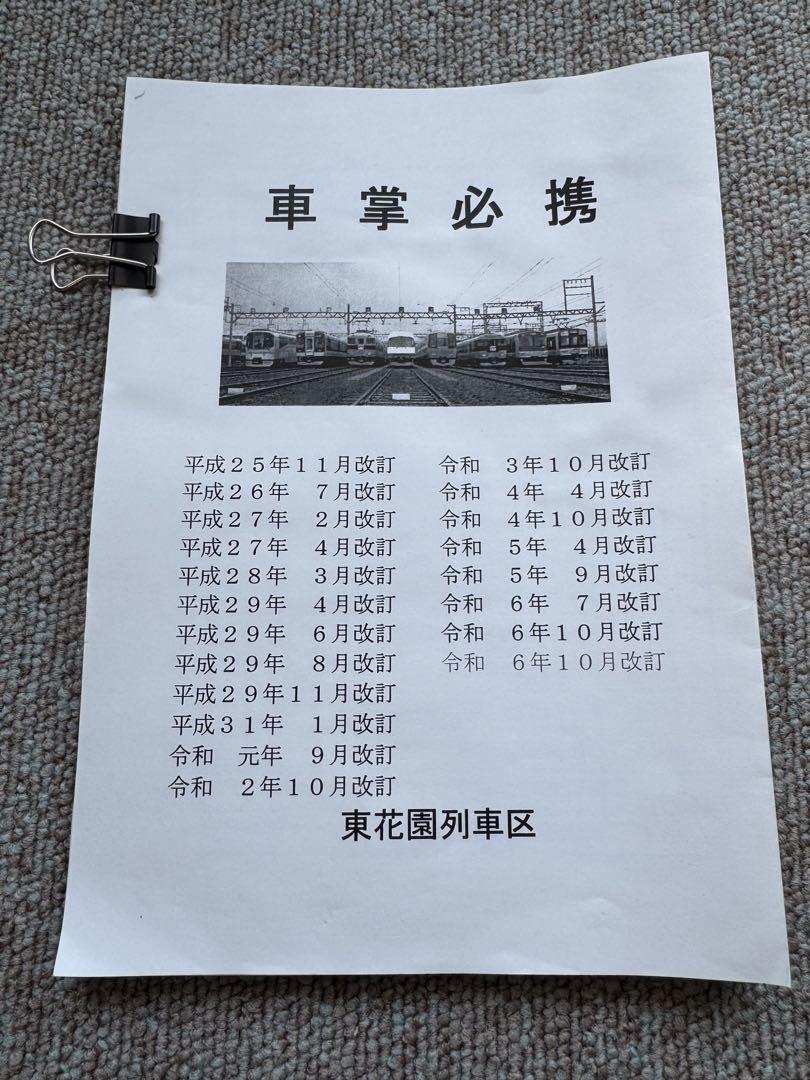 車掌必携
平成２５年１１月改訂
平成２６年　７月改訂
平成２７年　２月改訂
平成２７年　４月改訂
平成２８年　３月改訂
平成２９年　４月改訂
平成２９年　６月改訂
平成２９年　８月改訂
平成２９年１１月改訂
平成３１年　１月改訂
令和　元年　９月改訂
令和　２年１０月改訂
令和　３年１０月改訂
令和　４年　４月改訂
令和　４年１０月改訂
令和　５年　４月改訂
令和　５年　９月改訂
令和　６年　７月改訂
令和　６年１０月改訂
令和　６年１０月改訂
東花園列車区